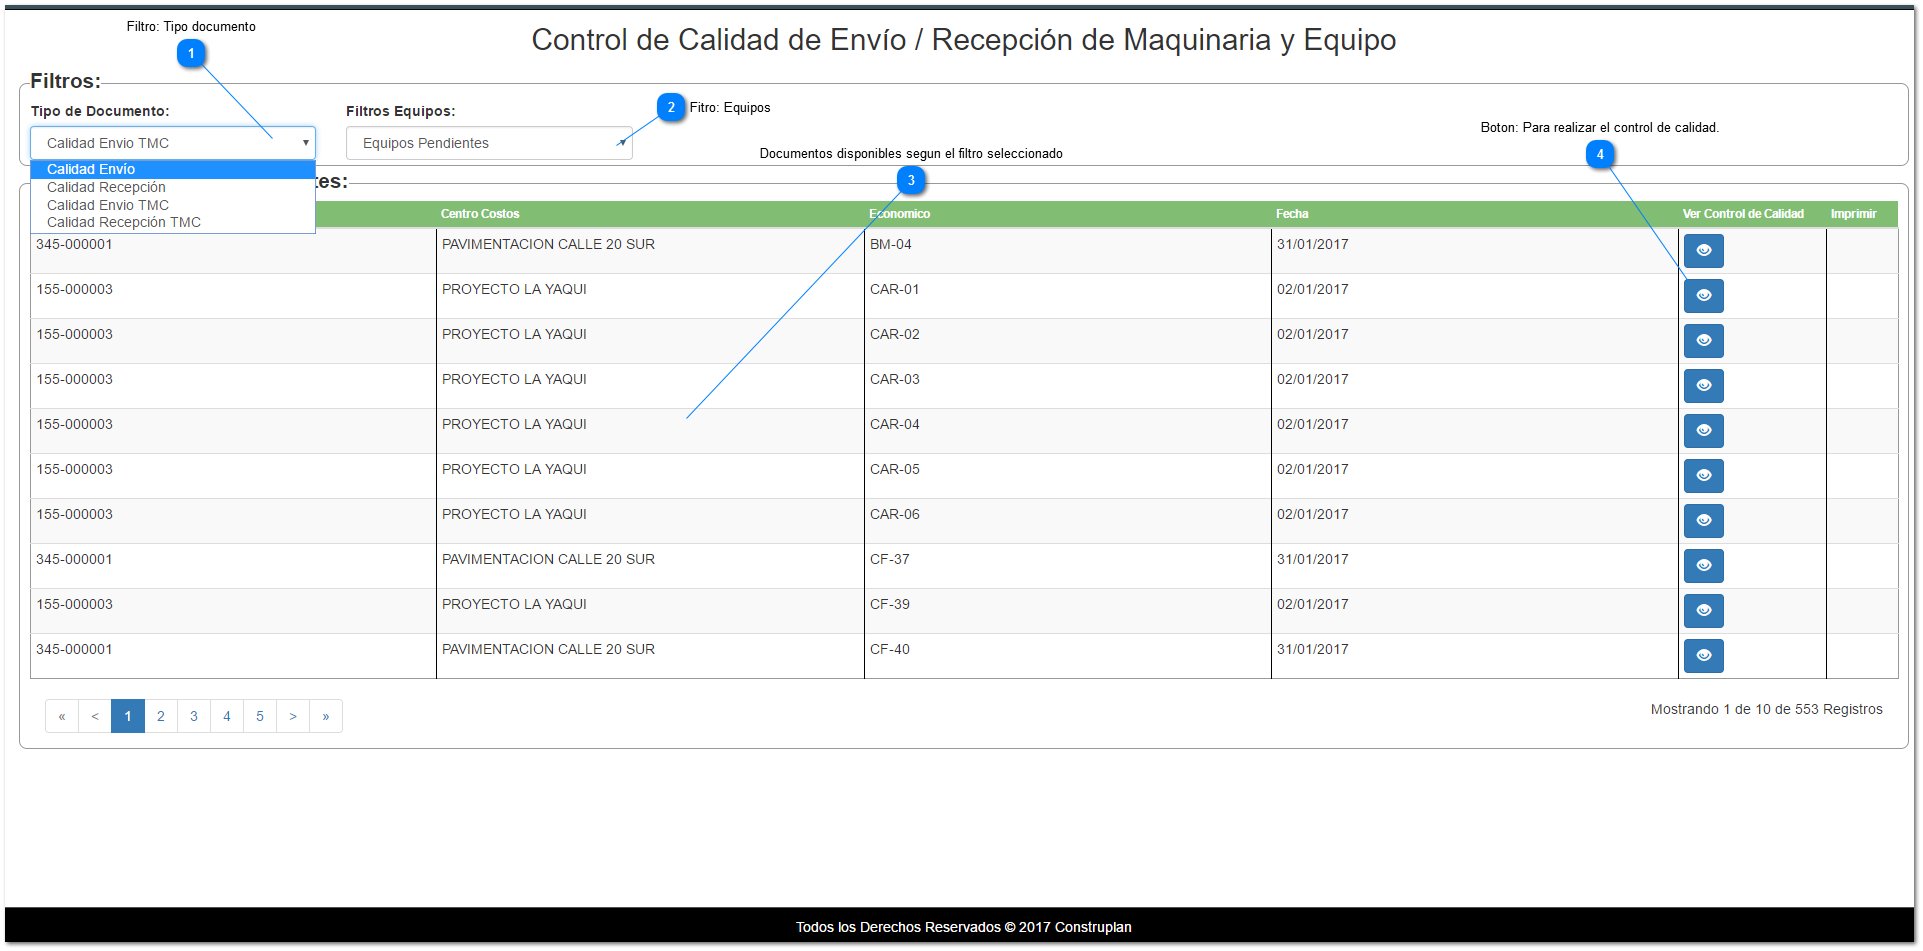 Filtro: Tipo documento
1
Control de Calidad de Envío / Recepción de Maquinaria y Equipo
Filtros:
Tipo de Documento:
Filtros Equipos:
2
Fitro: Equipos
Calidad Envio TMC
Equipos Pendientes
Boton: Para realizar el control de calidad.
4
Documentos disponibles segun el filtro seleccionado
3
Calidad Envío
Calidad Recepción
Calidad Envio TMC
Calidad Recepción TMC
tes:
Centro Costos Economico Fecha Ver Control de Calidad Imprimir
345-000001 PAVIMENTACION CALLE 20 SUR BM-04 31/01/2017
155-000003 PROYECTO LA YAQUI CAR-01 02/01/2017
155-000003 PROYECTO LA YAQUI CAR-02 02/01/2017
155-000003 PROYECTO LA YAQUI CAR-03 02/01/2017
155-000003 PROYECTO LA YAQUI CAR-04 02/01/2017
155-000003 PROYECTO LA YAQUI CAR-05 02/01/2017
155-000003 PROYECTO LA YAQUI CAR-06 02/01/2017
345-000001 PAVIMENTACION CALLE 20 SUR CF-37 31/01/2017
155-000003 PROYECTO LA YAQUI CF-39 02/01/2017
345-000001 PAVIMENTACION CALLE 20 SUR CF-40 31/01/2017
« < 1 2 3 4 5 > »
Mostrando 1 de 10 de 553 Registros
Todos los Derechos Reservados © 2017 Construplan